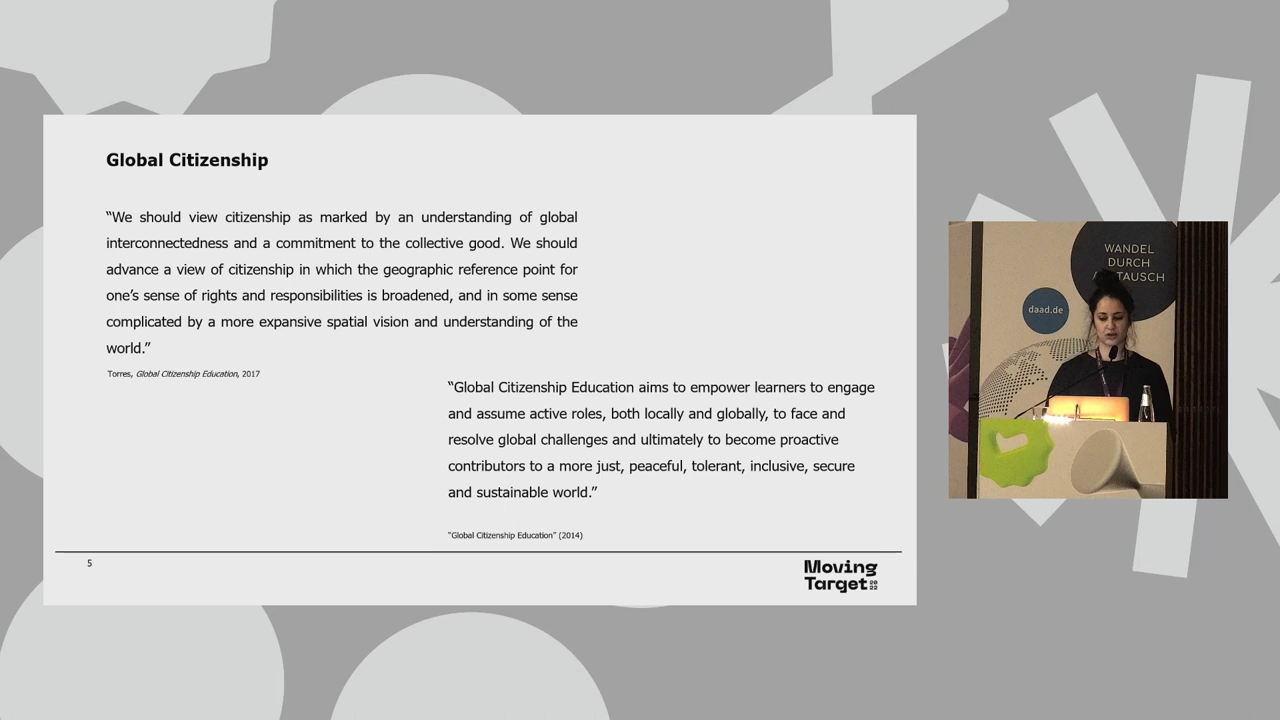 Global Citizenship
“We should view citizenship as marked by an understanding of global
interconnectedness and a commitment to the collective good. We should
advance a view of citizenship in which the geographic reference point for
one’s sense of rights and responsibilities is broadened, and in some sense
complicated by a more expansive spatial vision and understanding of the
world.”
Torres, Global Citizenship Education, 2017
“Global Citizenship Education aims to empower learners to engage
and assume active roles, both locally and globally, to face and
resolve global challenges and ultimately to become proactive
contributors to a more just, peaceful, tolerant, inclusive, secure
and sustainable world.”
“Global Citizenship Education” (2014)
5
Moving
Target 20
22
WANDEL
DURCH
daad.de